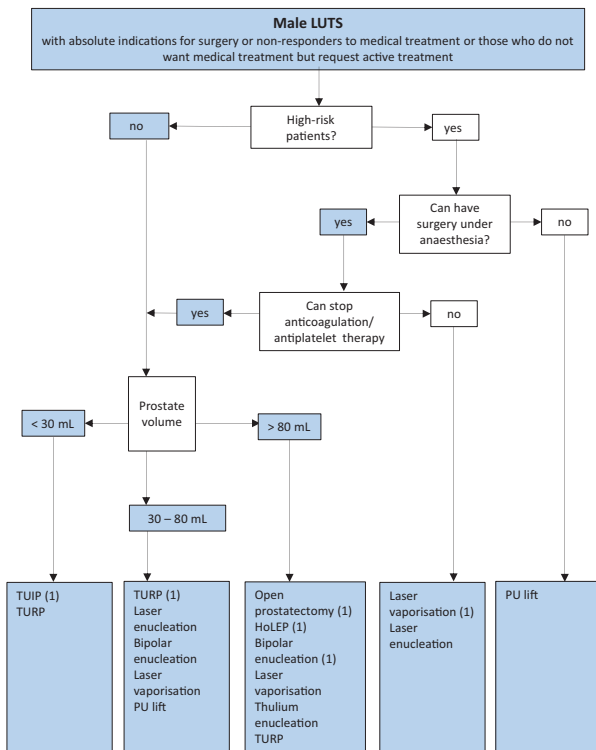 Male LUTS
with absolute indications for surgery or non-responders to medical treatment or those who do not
want medical treatment but request active treatment
no
High-risk
patients?
yes
yes
Can have
surgery under
anaesthesia?
no
yes
Can stop
anticoagulation/
antiplatelet therapy
no
< 30 mL
Prostate
volume
> 80 mL
30 – 80 mL
TUIP (1)
TURP
TURP (1)
Laser
enucleation
Bipolar
enucleation
Laser
vaporisation
PU lift
Open
prostatectomy (1)
HoLEP (1)
Bipolar
enucleation (1)
Laser
vaporisation
Thulium
enucleation
TURP
Laser
vaporisation (1)
Laser
enucleation
PU lift